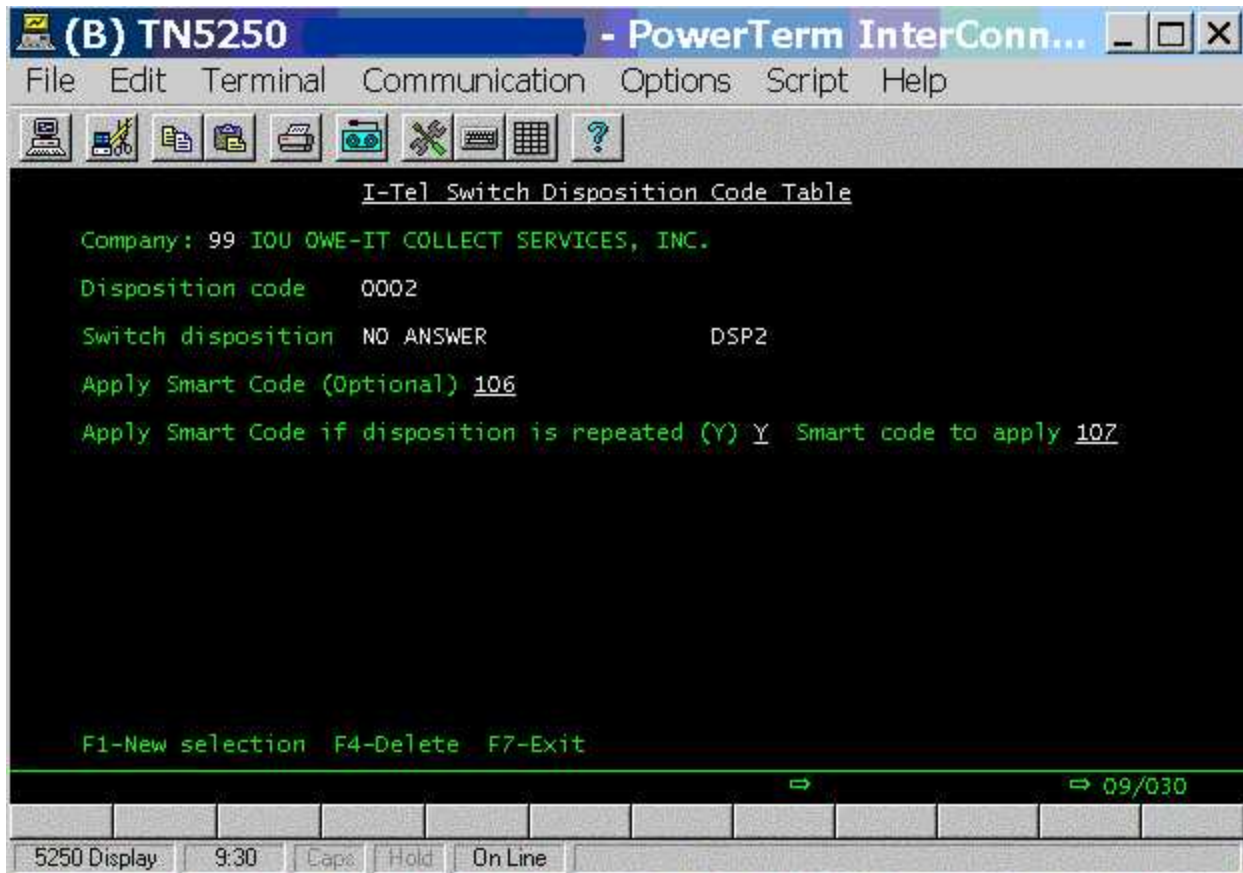 (B) TN5250 - PowerTerm InterConn...
File Edit Terminal Communication Options Script Help
I-Tel Switch Disposition Code Table
Company: 99 IOU OWE-IT COLLECT SERVICES, INC.
Disposition code 0002
Switch disposition NO ANSWER DSP2
Apply Smart Code (Optional) 106
Apply Smart Code if disposition is repeated (Y) Y Smart code to apply 107
F1-New selection F4-Delete F7-Exit
⇨ ⇨ 09/030
5250 Display 9:30 Caps Hold On Line